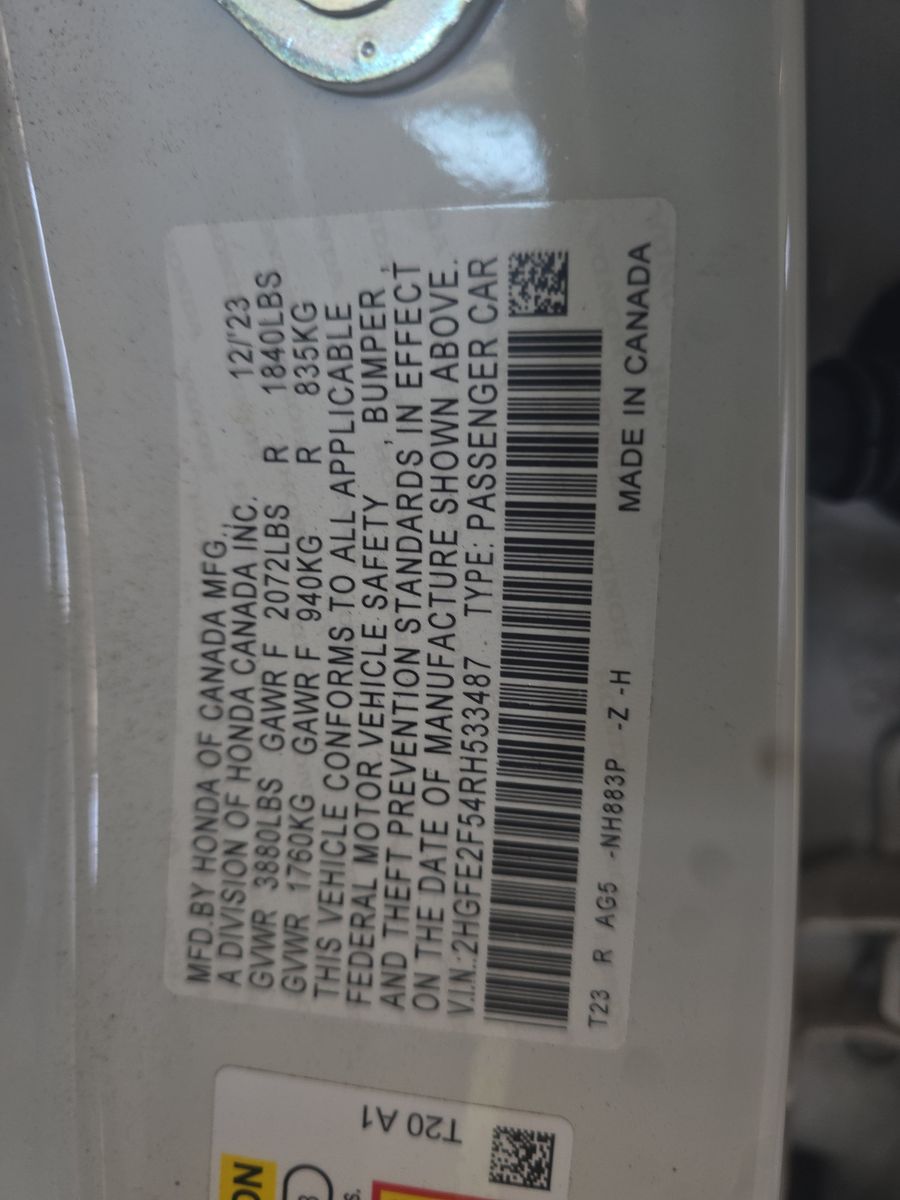 MFD.BY HONDA OF CANADA MFG.,
A DIVISION OF HONDA CANADA INC. 12/'23
GVWR 3880LBS GAWR F 2072LBS R 1840LBS
GVWR 1760KG GAWR F 940KG R 835KG
THIS VEHICLE CONFORMS TO ALL APPLICABLE
FEDERAL MOTOR VEHICLE SAFETY , BUMPER ,
AND THEFT PREVENTION STANDARDS IN EFFECT
ON THE DATE OF MANUFACTURE SHOWN ABOVE.
V.I.N.:2HGFE2F54RH533487 TYPE: PASSENGER CAR
T23 R AG5 -NH883P -Z -H
MADE IN CANADA
T20 A1